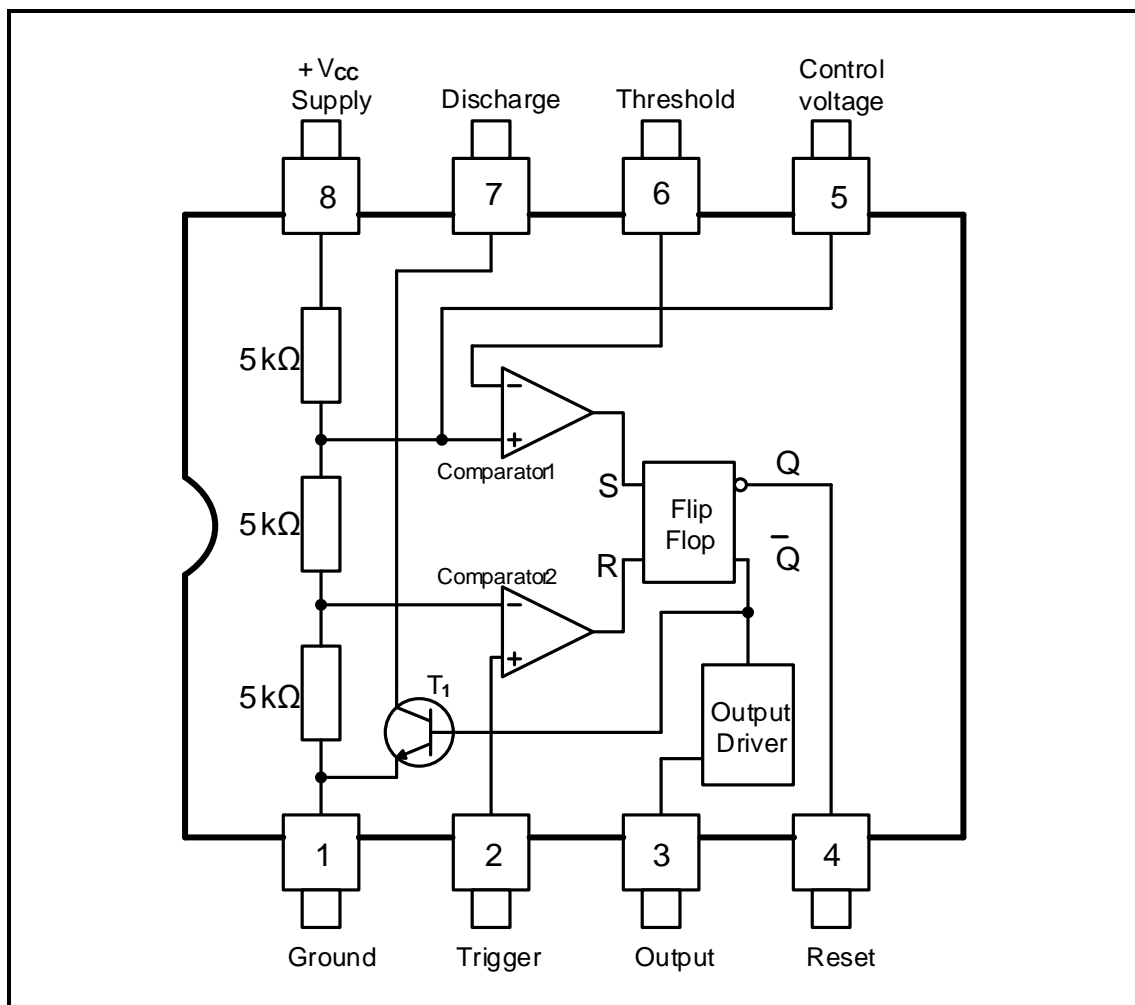 +VCC
Supply
Discharge
Threshold
Control
voltage
8
7
6
5
5kΩ
-
+
Comparator1
5kΩ
S
Flip
Flop
Q
R
Q̅
Comparator2
-
+
5kΩ
T1
Output
Driver
1
2
3
4
Ground
Trigger
Output
Reset